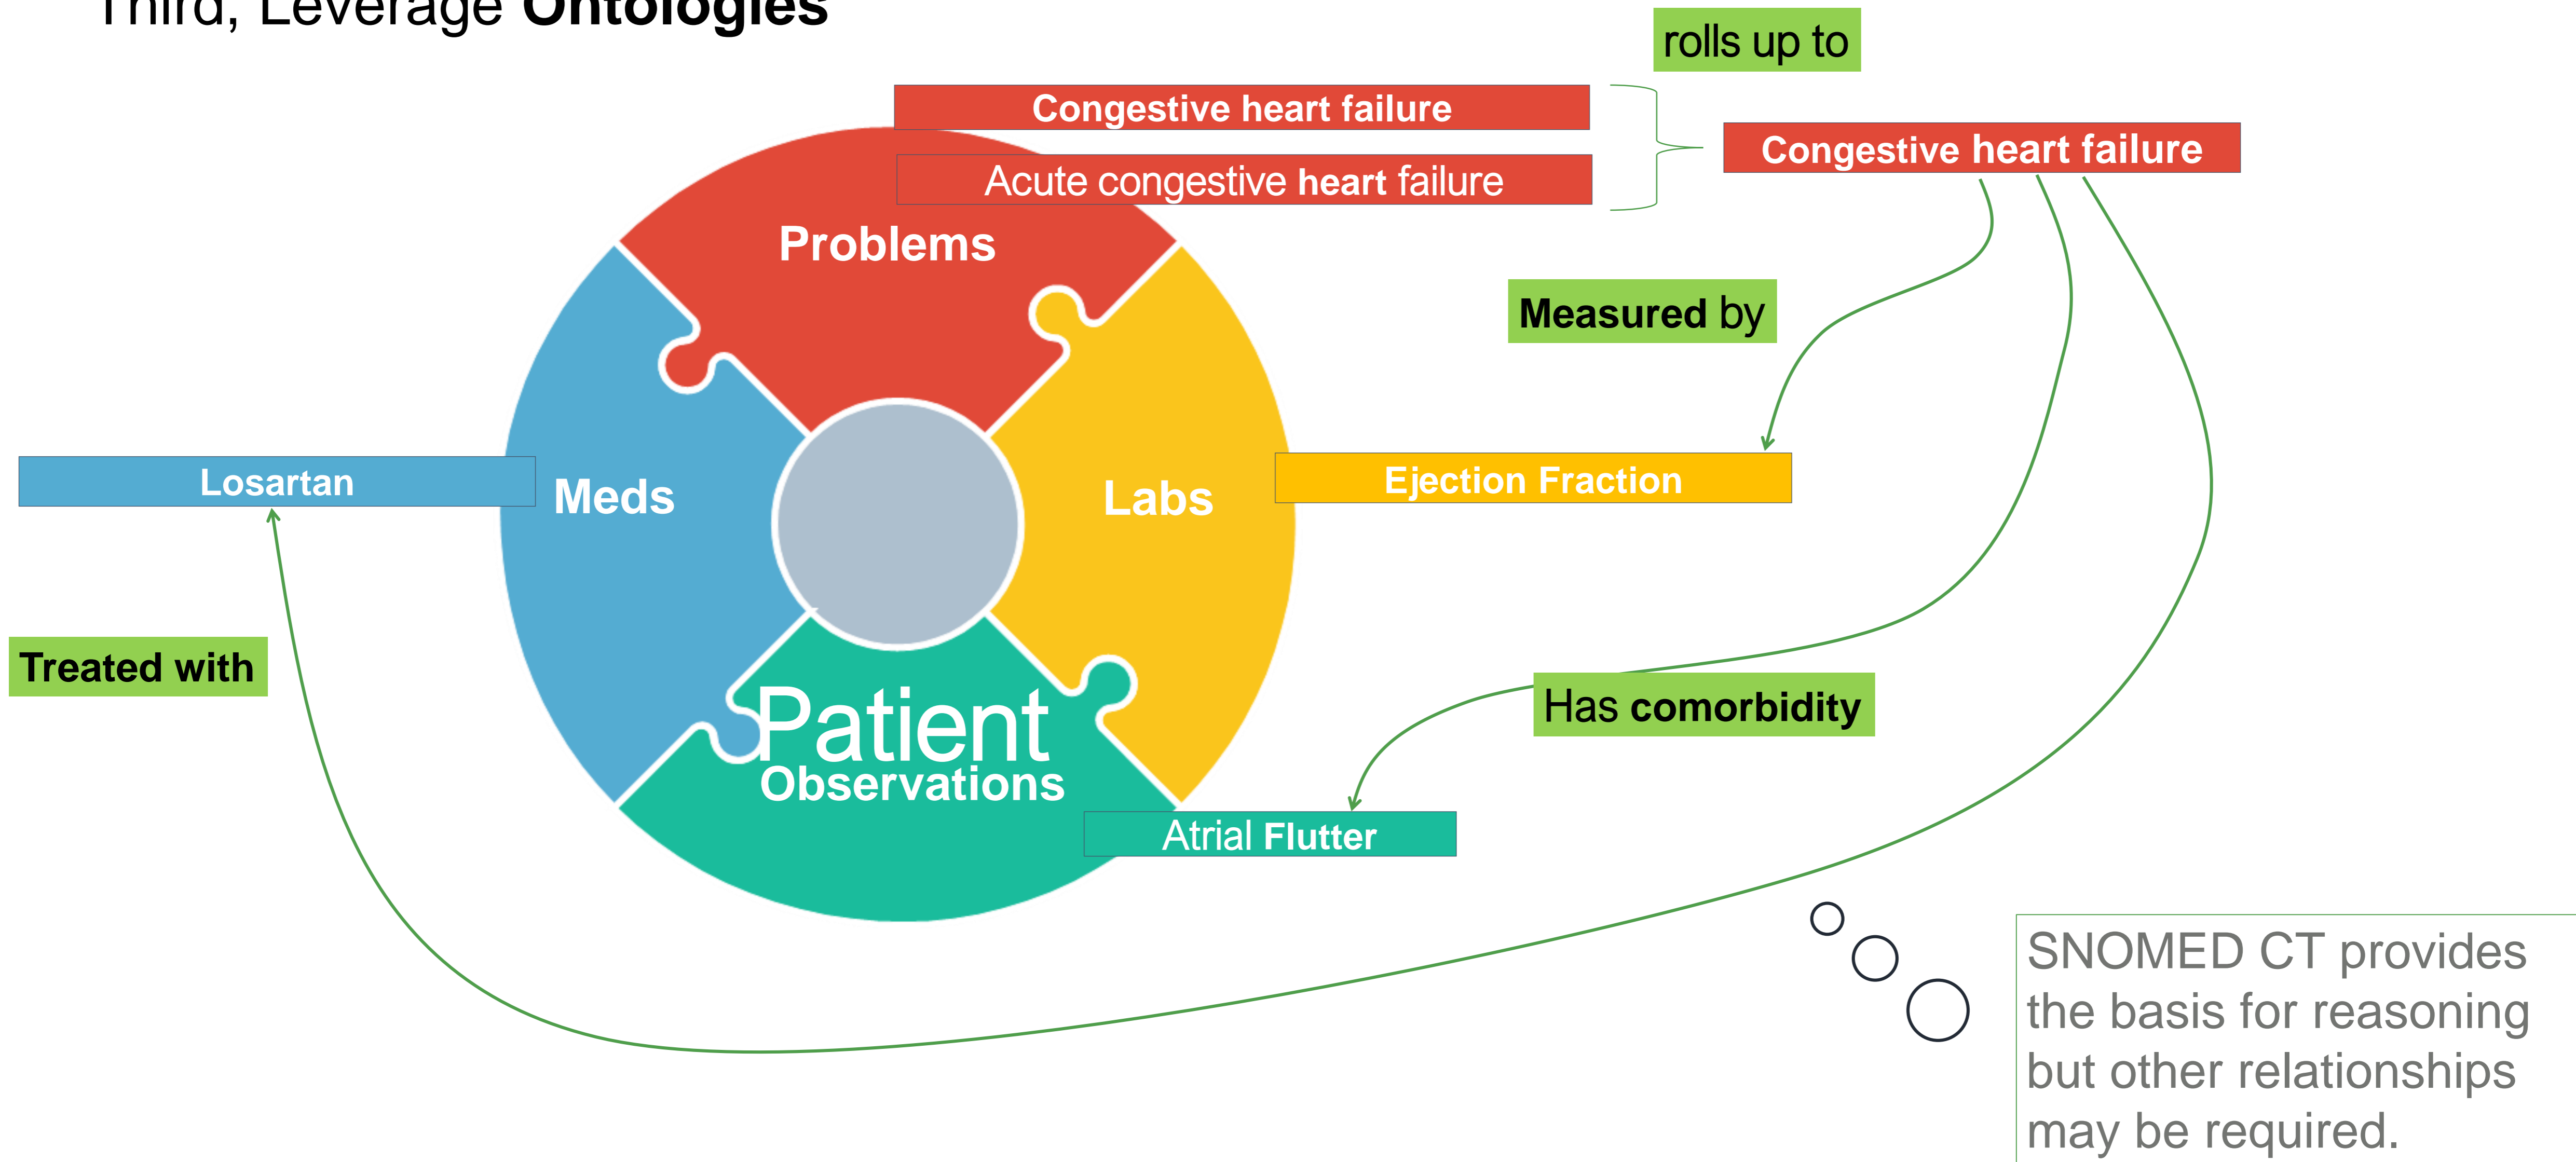 Third, Leverage Ontologies
rolls up to
Congestive heart failure
Acute congestive heart failure
Congestive heart failure
Problems
Measured by
Losartan
Meds
Labs
Ejection Fraction
Treated with
Patient
Observations
Has comorbidity
Atrial Flutter
SNOMED CT provides
the basis for reasoning
but other relationships
may be required.